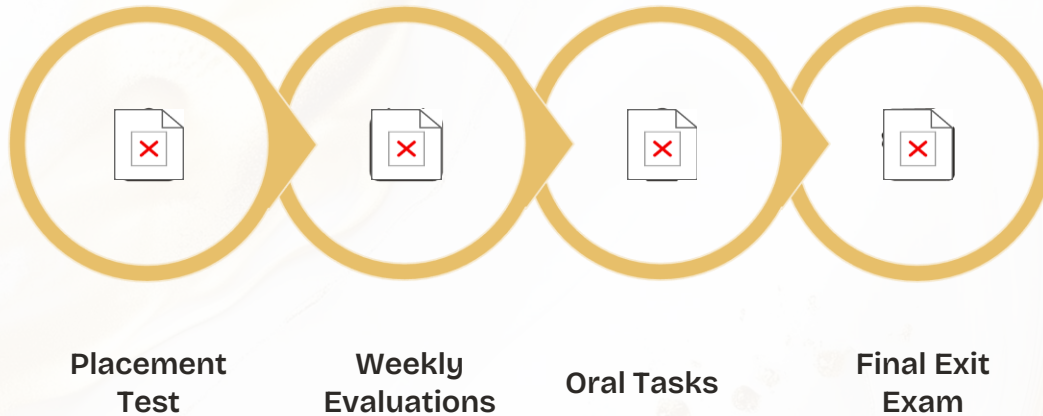 Placement
Test
Weekly
Evaluations
Oral Tasks
Final Exit
Exam